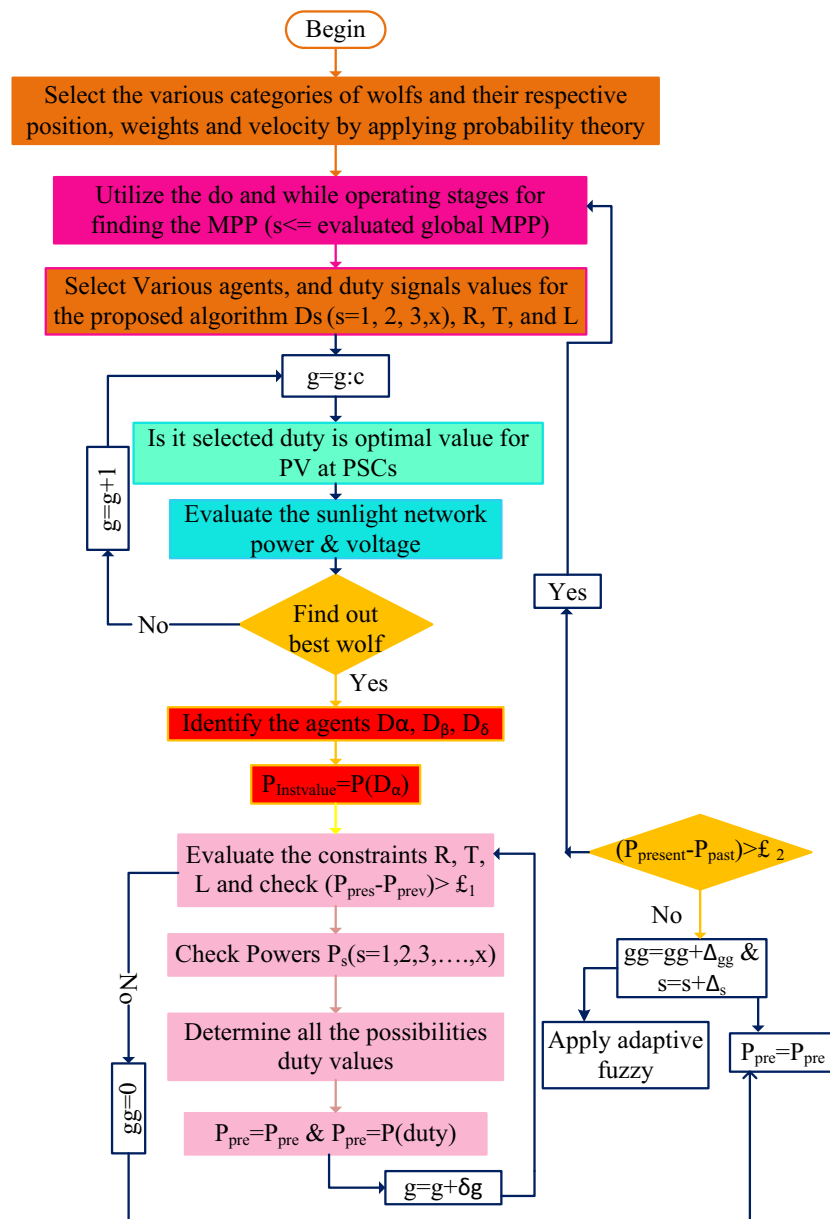 Begin
Select the various categories of wolfs and their respective
position, weights and velocity by applying probability theory
Utilize the do and while operating stages for
finding the MPP (s<= evaluated global MPP)
Select Various agents, and duty signals values for
the proposed algorithm Ds (s=1, 2, 3,x), R, T, and L
g=g:c
g=g+1
Is it selected duty is optimal value for
PV at PSCs
Evaluate the sunlight network
power & voltage
Find out
best wolf
No
Yes
Identify the agents Dα, Dβ, Dδ
PInstvalue=P(Dα)
Evaluate the constraints R, T,
L and check (Ppres-Pprev)> £1
Check Powers Ps(s=1,2,3,….,x)
Determine all the possibilities
duty values
Ppre=Ppre & Ppre=P(duty)
g=g+δg
No
gg=0
Yes
(Ppresent-Ppast)>£ 2
No
gg=gg+Δgg &
s=s+Δs
Apply adaptive
fuzzy
Ppre=Ppre